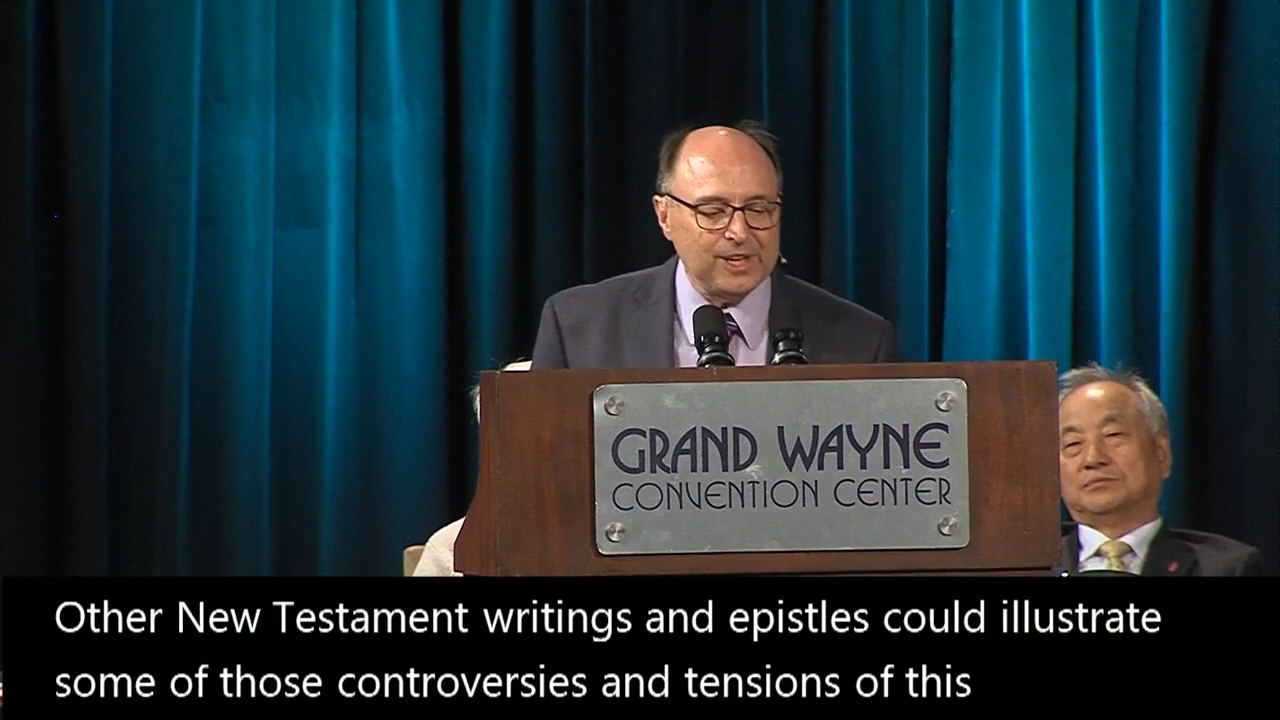 GRAND WAYNE
CONVENTION CENTER
Other New Testament writings and epistles could illustrate
some of those controversies and tensions of this